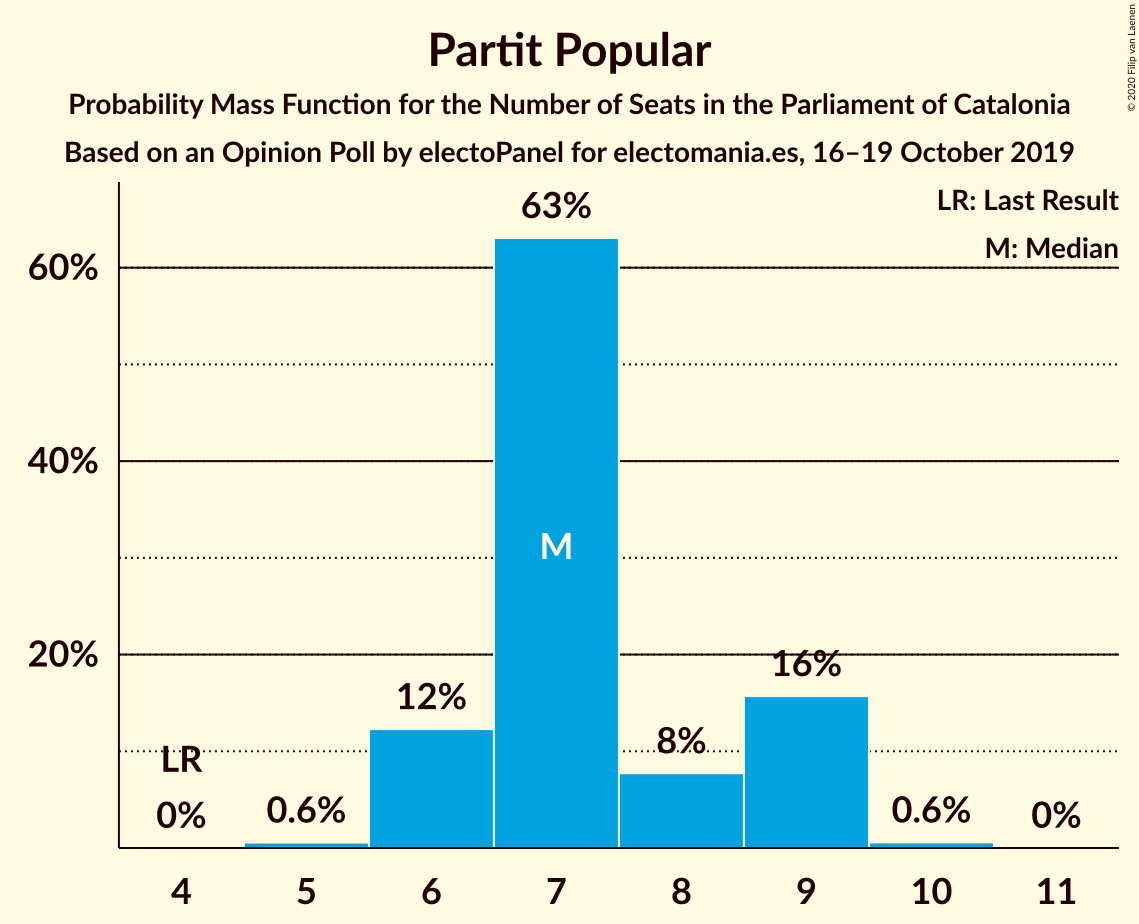 Partit Popular
Probability Mass Function for the Number of Seats in the Parliament of Catalonia
Based on an Opinion Poll by electoPanel for electomania.es, 16–19 October 2019
© 2020 Filip van Laenen
LR: Last Result
M: Median
60%
40%
20%
LR
0%
0.6%
12%
63%
M
8%
16%
0.6%
0%
4 5 6 7 8 9 10 11